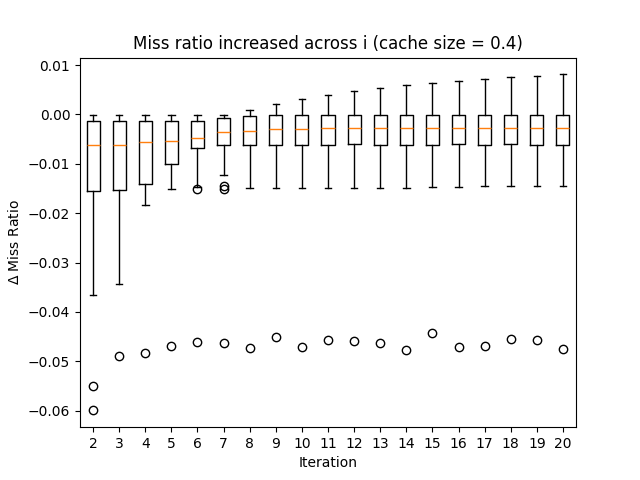 Miss ratio increased across i (cache size = 0.4)
0.01
0.00
−0.01
−0.02
−0.03
−0.04
−0.05
−0.06
Δ Miss Ratio
2 3 4 5 6 7 8 9 10 11 12 13 14 15 16 17 18 19 20
Iteration